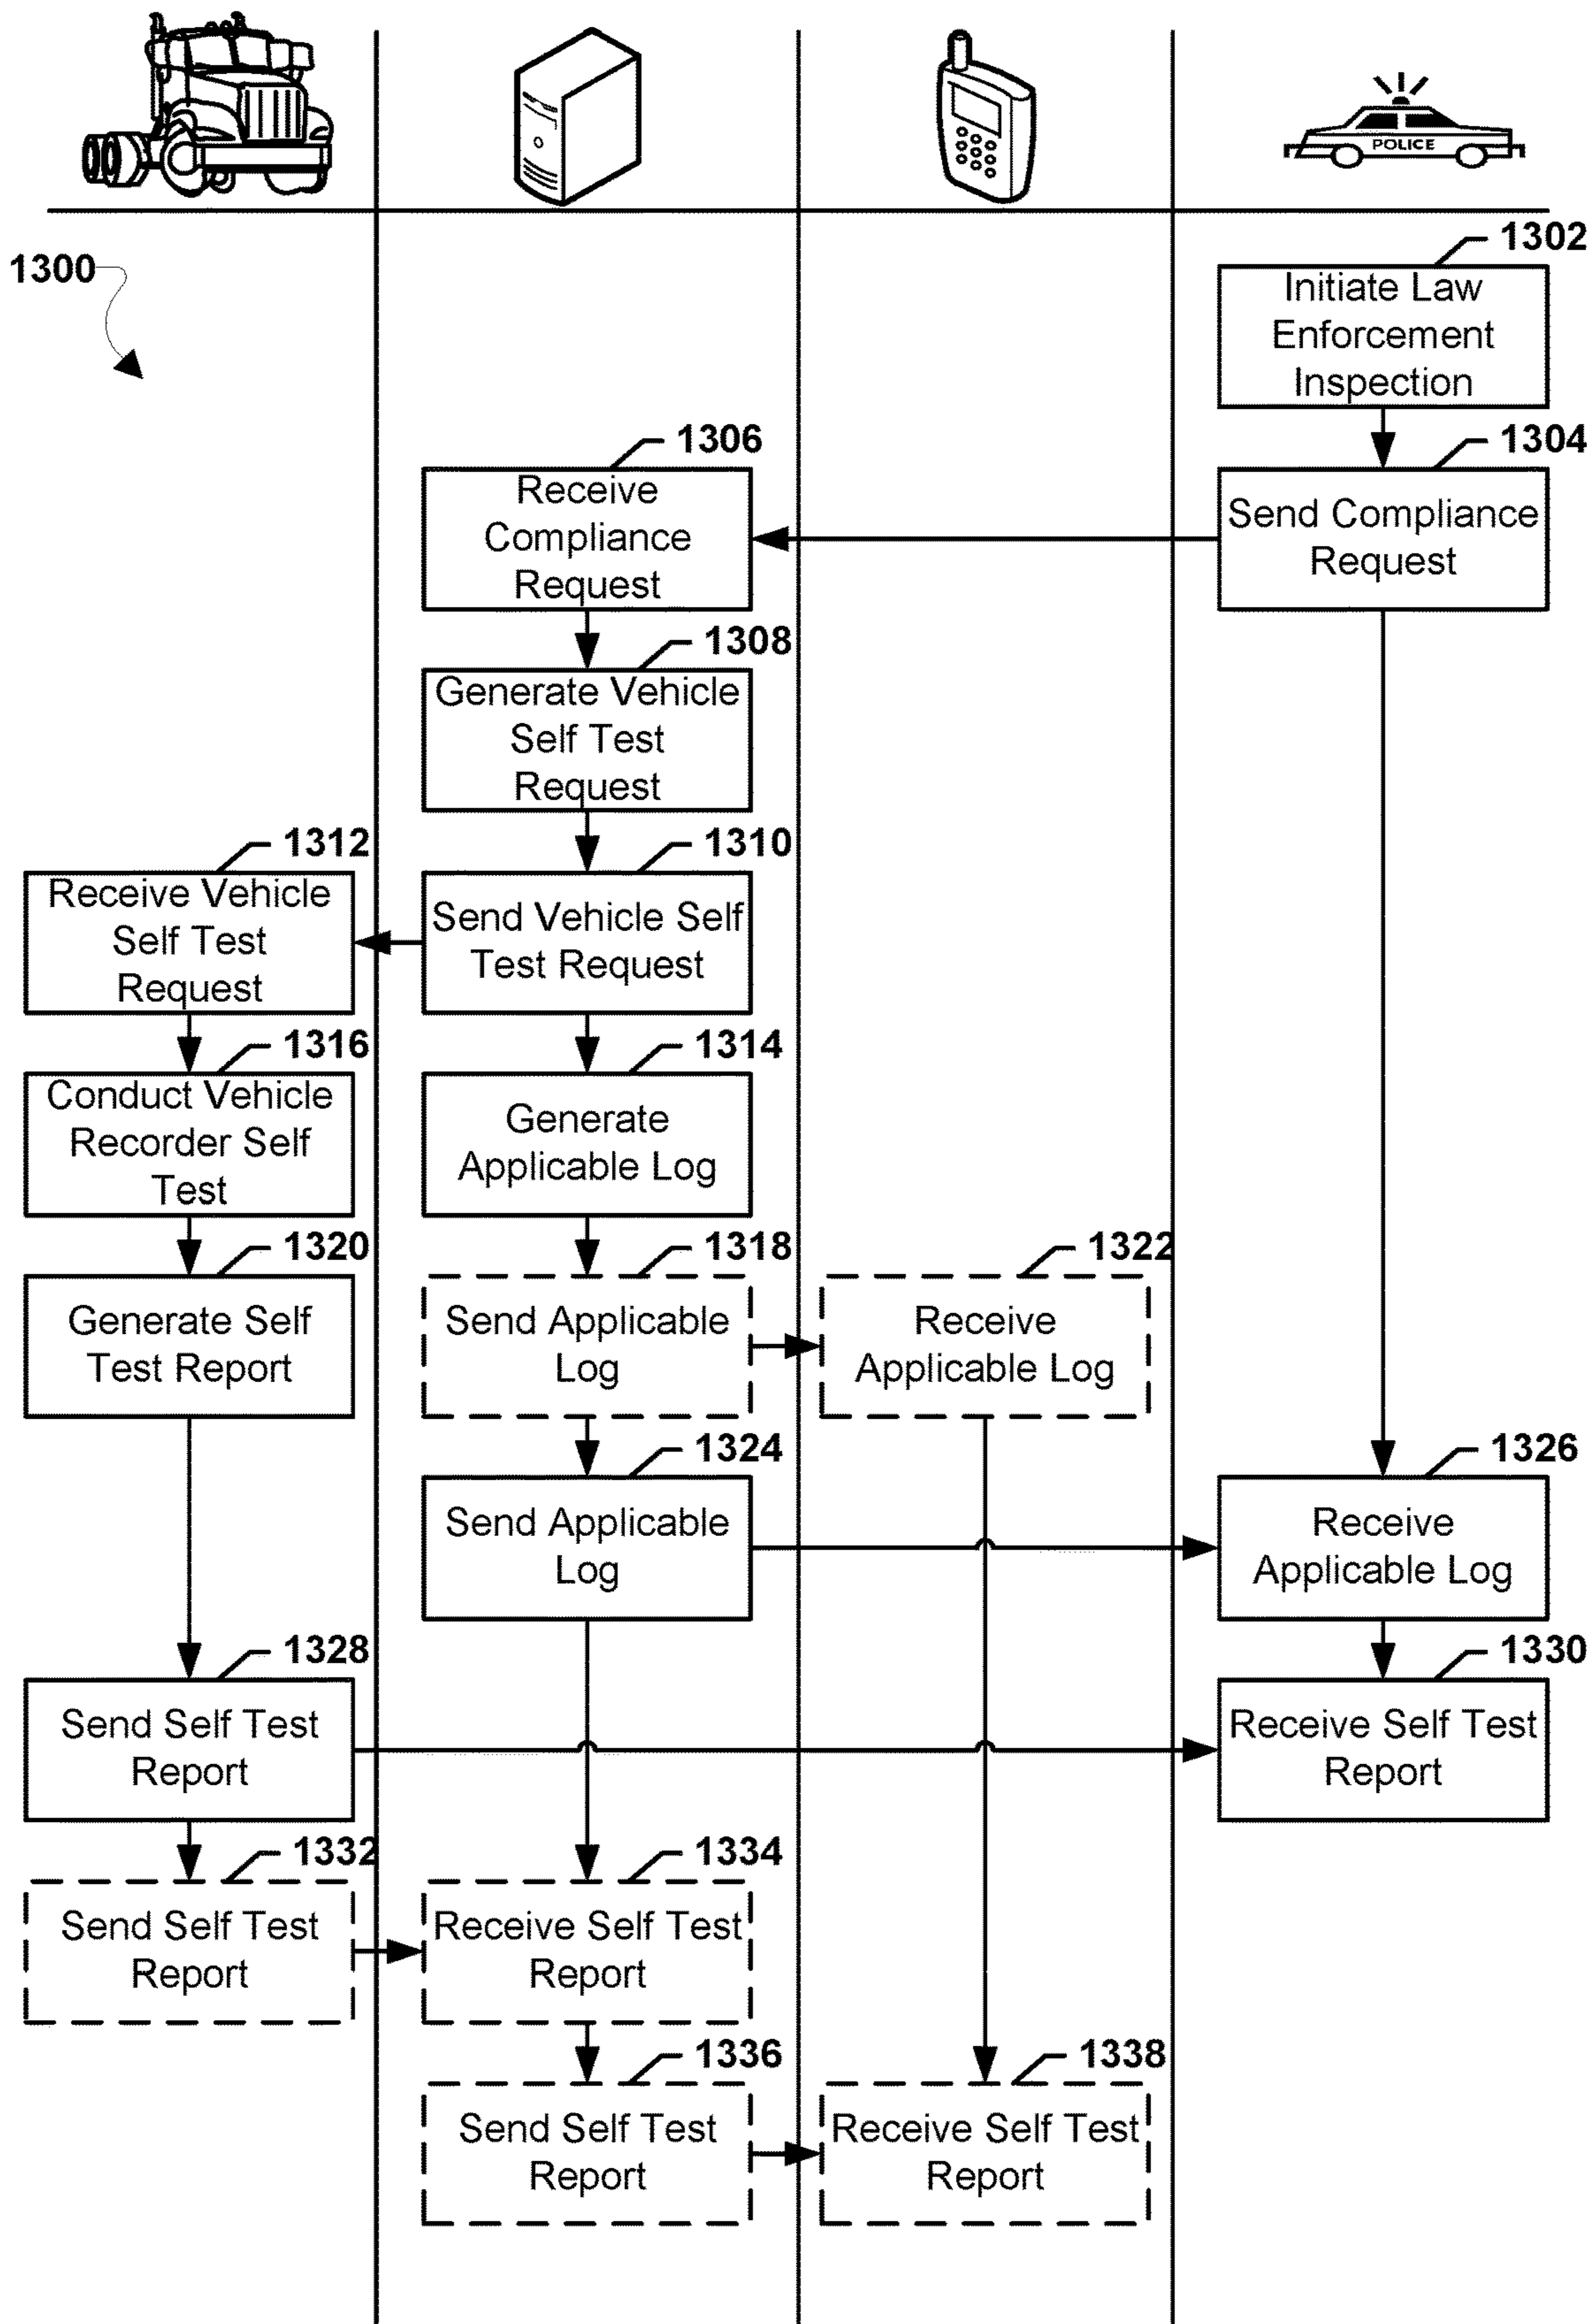 POLICE
1300
1302
Initiate Law
Enforcement
Inspection
1304
Send Compliance
Request
1306
Receive
Compliance
Request
1308
Generate Vehicle
Self Test
Request
1310
Send Vehicle Self
Test Request
1312
Receive Vehicle
Self Test
Request
1314
Generate
Applicable Log
1316
Conduct Vehicle
Recorder Self
Test
1318
Send Applicable
Log
1320
Generate Self
Test Report
1322
Receive
Applicable Log
1324
Send Applicable
Log
1326
Receive
Applicable Log
1328
Send Self Test
Report
1330
Receive Self Test
Report
1332
Send Self Test
Report
1334
Receive Self Test
Report
1336
Send Self Test
Report
1338
Receive Self Test
Report